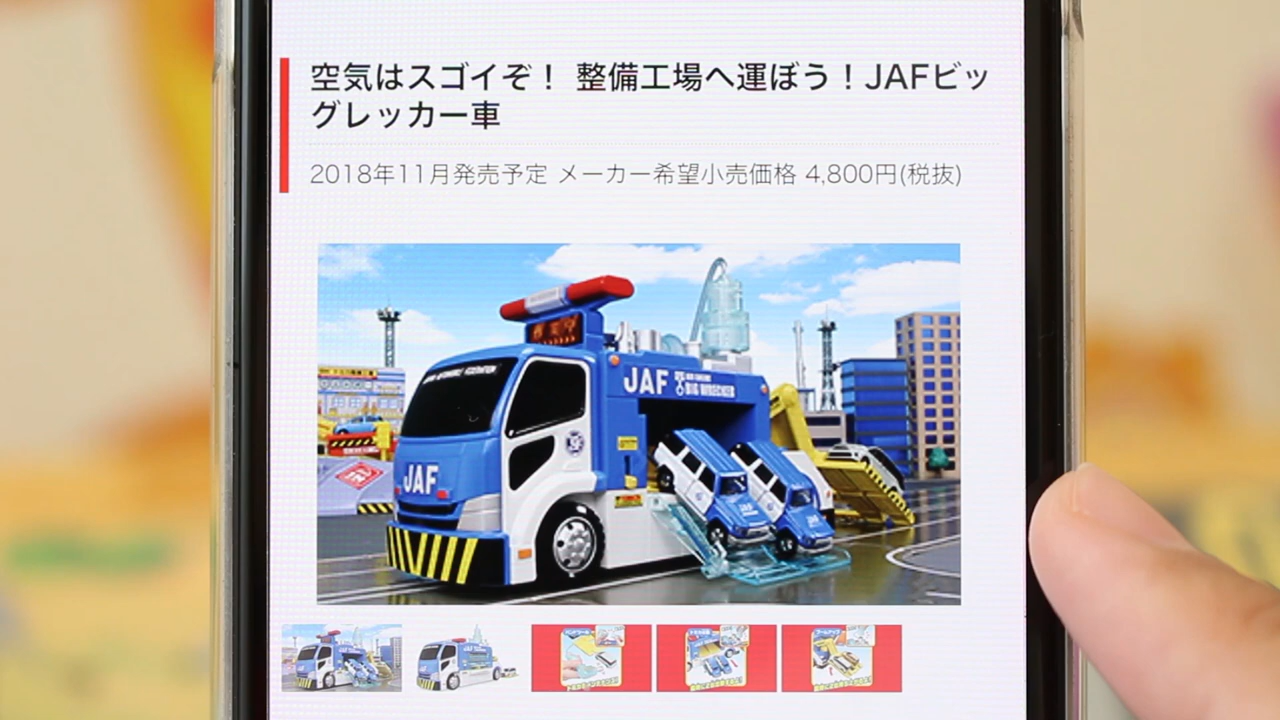 空気はスゴイぞ！ 整備工場へ運ぼう！JAFビッ
グレッカー車
2018年11月発売予定 メーカー希望小売価格 4,800円(税抜)
JAF
BIG WRECKER
JAF